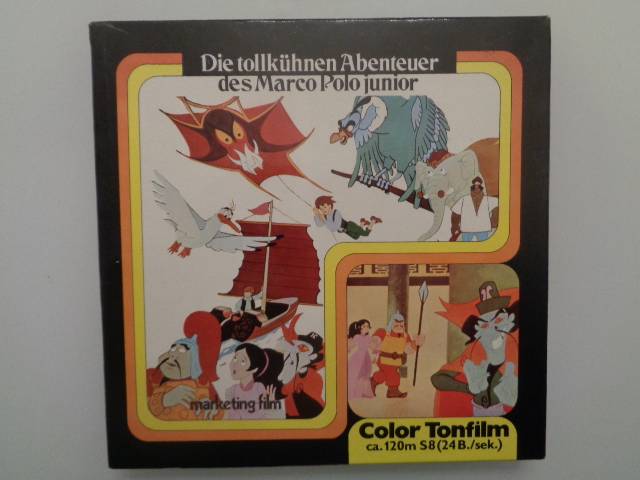 Die tollkühnen Abenteuer
des Marco Polo junior
marketing film
Color Tonfilm
ca. 120m S8 (24 B./sek.)